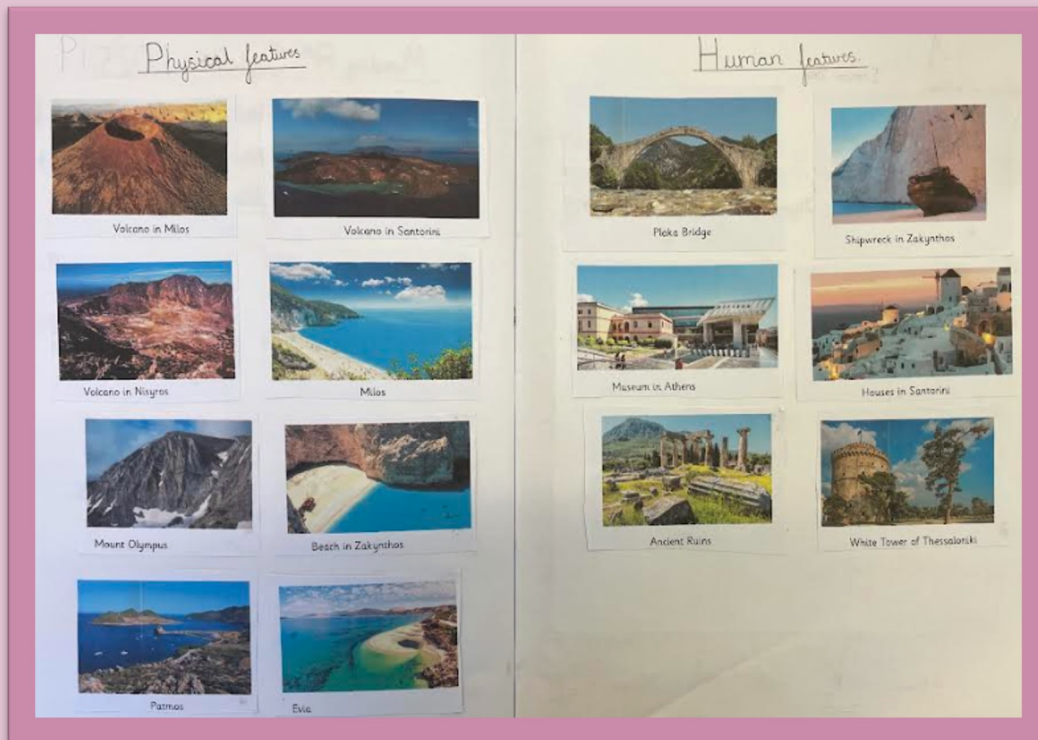 Physical features
Volcano in Milos
Volcano in Santorini
Volcano in Nisyros
Milos
Mount Olympus
Beach in Zakynthos
Patmos
Evia
Human features.
Plaka Bridge
Shipwreck in Zakynthos
Museum in Athens
Houses in Santorini
Ancient Ruins
White Tower of Thessaloniki